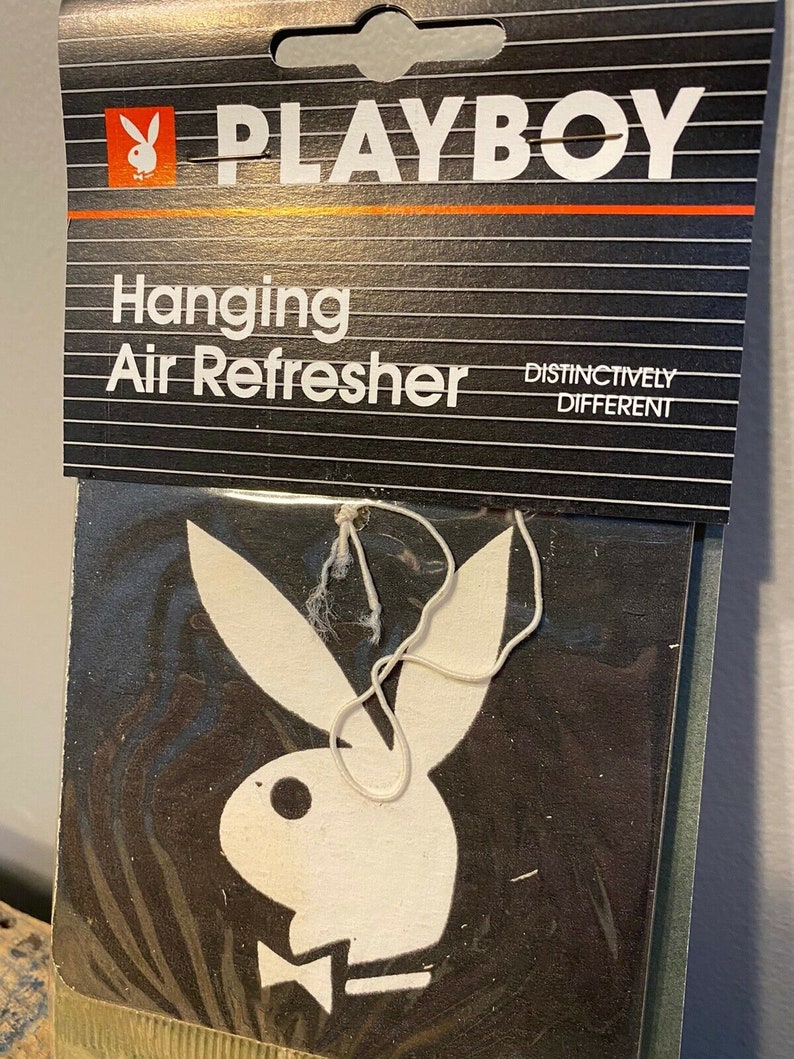 PLAYBOY
Hanging
Air Refresher
DISTINCTIVELY
DIFFERENT